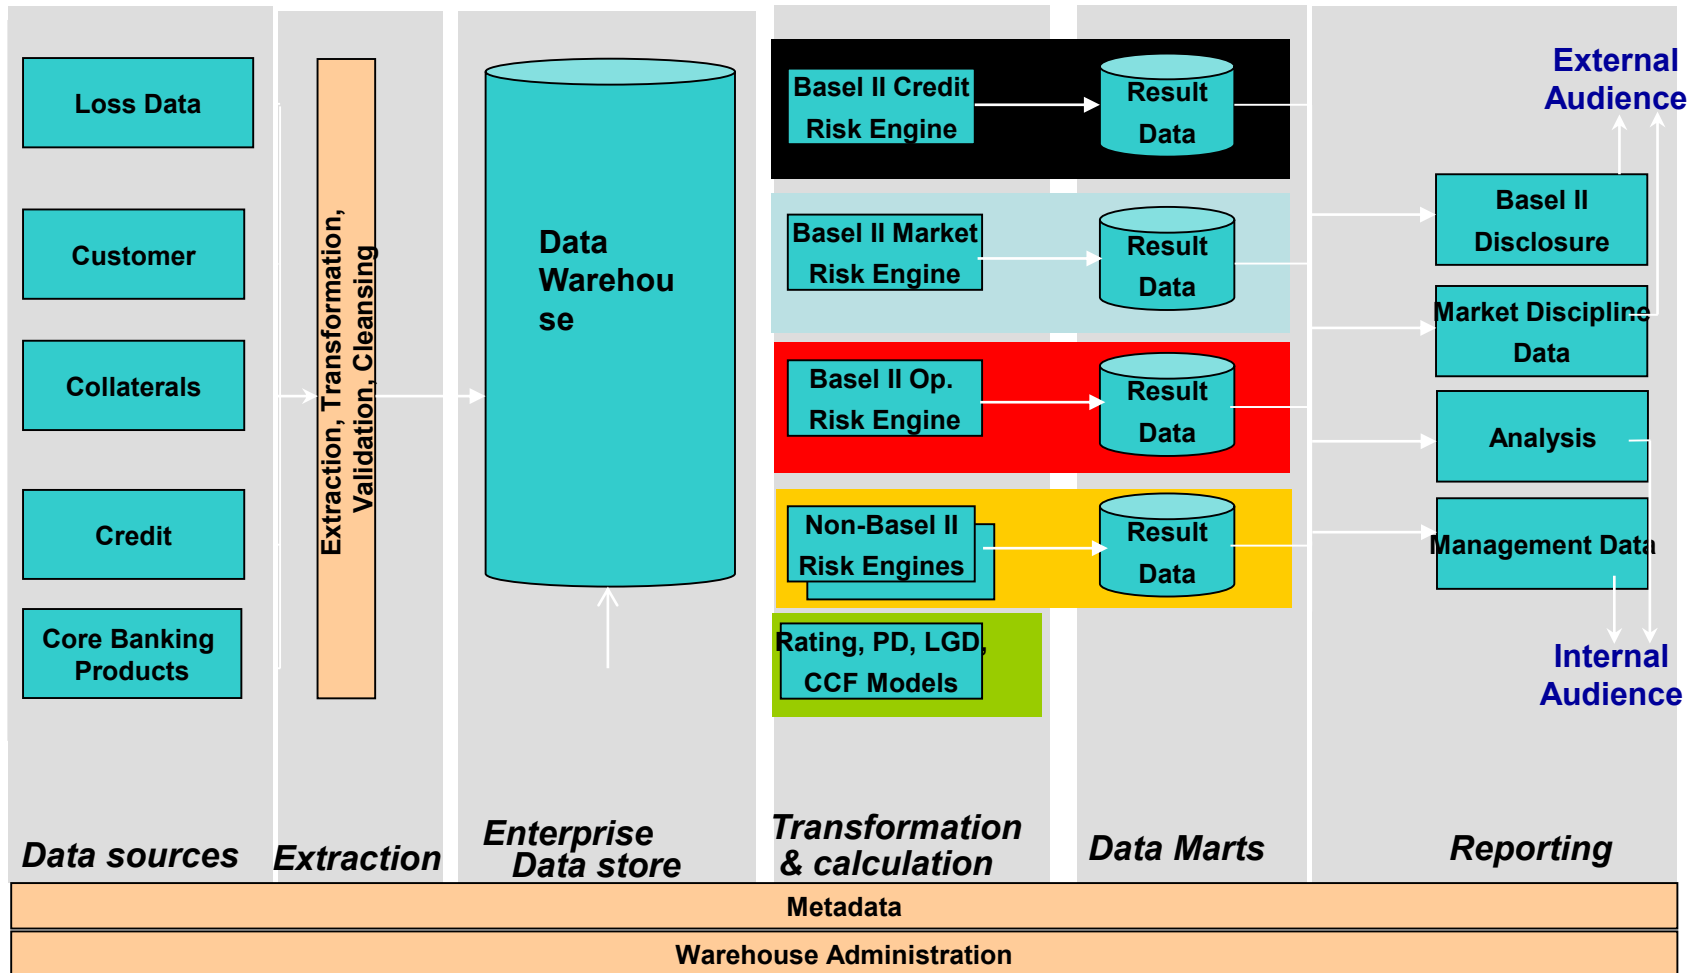 Loss Data
Customer
Collaterals
Credit
Core Banking
Products
Data sources
Extraction, Transformation,
Validation, Cleansing
Extraction
Data
Warehou
se
Enterprise
Data store
Basel II Credit
Risk Engine
Basel II Market
Risk Engine
Basel II Op.
Risk Engine
Non-Basel II
Risk Engines
Rating, PD, LGD,
CCF Models
Transformation
& calculation
Result
Data
Result
Data
Result
Data
Result
Data
Data Marts
External
Audience
Basel II
Disclosure
Market Discipline
Data
Analysis
Management Data
Internal
Audience
Reporting
Metadata
Warehouse Administration